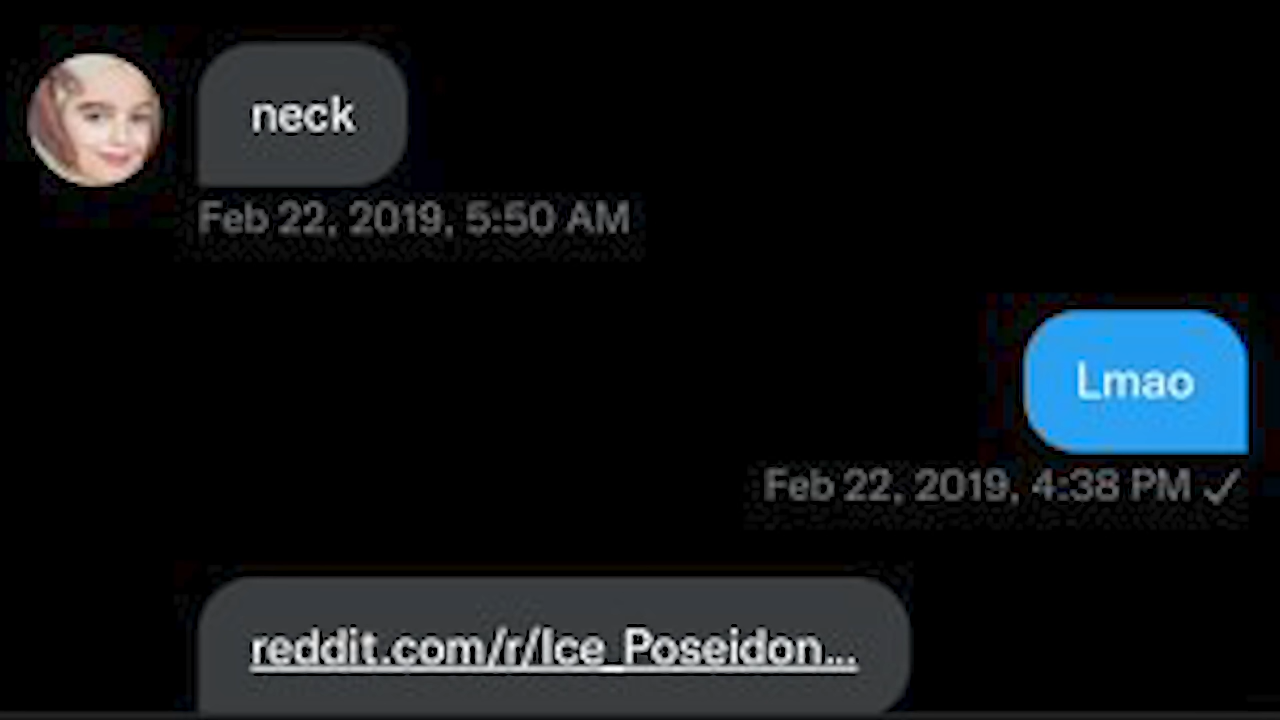 neck
Feb 22, 2019, 5:50 AM
Lmao
Feb 22, 2019, 4:38 PM
reddit.com/r/Ice_Poseidon...